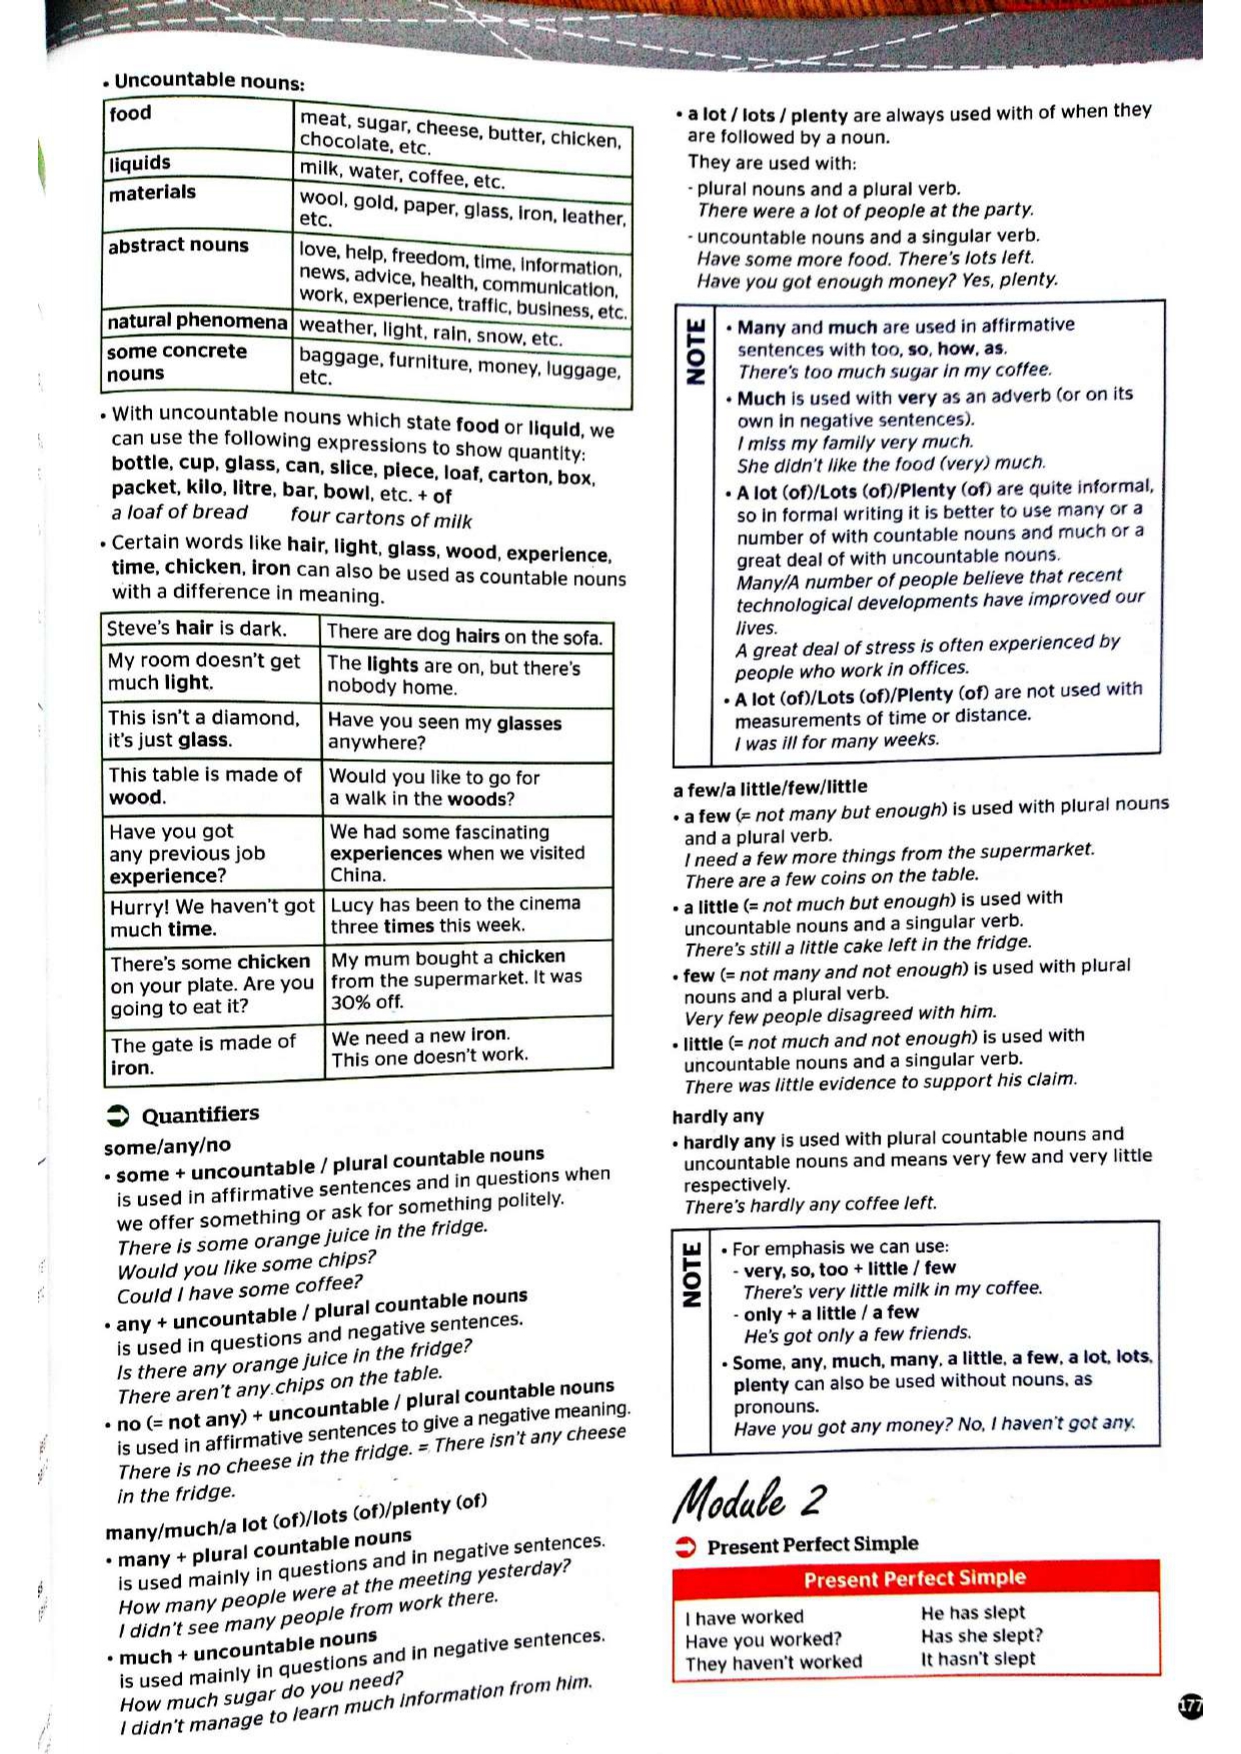 • Uncountable nouns:
food
meat, sugar, cheese, butter, chicken,
chocolate, etc.
liquids
milk, water, coffee, etc.
materials
wool, gold, paper, glass, iron, leather,
etc.
abstract nouns
love, help, freedom, time, information,
news, advice, health, communication,
work, experience, traffic, business, etc.
natural phenomena
weather, light, rain, snow, etc.
some concrete
nouns
baggage, furniture, money, luggage,
etc.
• With uncountable nouns which state food or liquid, we
can use the following expressions to show quantity:
bottle, cup, glass, can, slice, piece, loaf, carton, box,
packet, kilo, litre, bar, bowl, etc. + of
a loaf of bread four cartons of milk
• Certain words like hair, light, glass, wood, experience,
time, chicken, iron can also be used as countable nouns
with a difference in meaning.
Steve's hair is dark.
There are dog hairs on the sofa.
My room doesn't get
much light.
The lights are on, but there's
nobody home.
This isn't a diamond,
it's just glass.
Have you seen my glasses
anywhere?
This table is made of
wood.
Would you like to go for
a walk in the woods?
Have you got
any previous job
experience?
We had some fascinating
experiences when we visited
China.
Hurry! We haven't got
much time.
Lucy has been to the cinema
three times this week.
There's some chicken
on your plate. Are you
going to eat it?
My mum bought a chicken
from the supermarket. It was
30% off.
The gate is made of
iron.
We need a new iron.
This one doesn't work.
Quantifiers
some/any/no
• some + uncountable / plural countable nouns
is used in affirmative sentences and in questions when
we offer something or ask for something politely.
There is some orange juice in the fridge.
Would you like some chips?
Could I have some coffee?
• any + uncountable / plural countable nouns
is used in questions and negative sentences.
Is there any orange juice in the fridge?
There aren't any chips on the table.
• no (= not any) + uncountable / plural countable nouns
is used in affirmative sentences to give a negative meaning.
There is no cheese in the fridge. = There isn't any cheese
in the fridge.
many/much/a lot (of)/lots (of)/plenty (of)
• many + plural countable nouns
is used mainly in questions and in negative sentences.
How many people were at the meeting yesterday?
I didn't see many people from work there.
• much + uncountable nouns
is used mainly in questions and in negative sentences.
How much sugar do you need?
I didn't manage to learn much information from him.
• a lot / lots / plenty are always used with of when they
are followed by a noun.
They are used with:
- plural nouns and a plural verb.
There were a lot of people at the party.
- uncountable nouns and a singular verb.
Have some more food. There's lots left.
Have you got enough money? Yes, plenty.
NOTE
• Many and much are used in affirmative
sentences with too, so, how, as.
There's too much sugar in my coffee.
• Much is used with very as an adverb (or on its
own in negative sentences).
I miss my family very much.
She didn't like the food (very) much.
• A lot (of)/Lots (of)/Plenty (of) are quite informal,
so in formal writing it is better to use many or a
number of with countable nouns and much or a
great deal of with uncountable nouns.
Many/A number of people believe that recent
technological developments have improved our
lives.
A great deal of stress is often experienced by
people who work in offices.
• A lot (of)/Lots (of)/Plenty (of) are not used with
measurements of time or distance.
I was ill for many weeks.
a few/a little/few/little
• a few (= not many but enough) is used with plural nouns
and a plural verb.
I need a few more things from the supermarket.
There are a few coins on the table.
• a little (= not much but enough) is used with
uncountable nouns and a singular verb.
There's still a little cake left in the fridge.
• few (= not many and not enough) is used with plural
nouns and a plural verb.
Very few people disagreed with him.
• little (= not much and not enough) is used with
uncountable nouns and a singular verb.
There was little evidence to support his claim.
hardly any
• hardly any is used with plural countable nouns and
uncountable nouns and means very few and very little
respectively.
There's hardly any coffee left.
NOTE
• For emphasis we can use:
- very, so, too + little / few
There's very little milk in my coffee.
- only + a little / a few
He's got only a few friends.
• Some, any, much, many, a little, a few, a lot, lots,
plenty can also be used without nouns, as
pronouns.
Have you got any money? No, I haven't got any.
Module 2
Present Perfect Simple
Present Perfect Simple
I have worked He has slept
Have you worked? Has she slept?
They haven't worked It hasn't slept
177